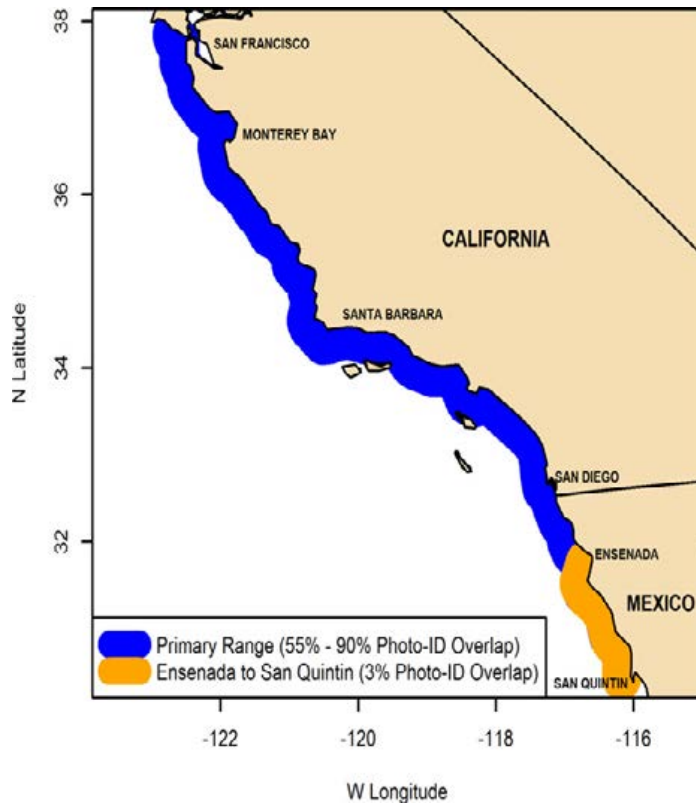 38
SAN FRANCISCO
MONTEREY BAY
36
CALIFORNIA
SANTA BARBARA
34
N Latitude
SAN DIEGO
32
ENSENADA
MEXICO
Primary Range (55% - 90% Photo-ID Overlap)
Ensenada to San Quintin (3% Photo-ID Overlap)
SAN QUINTIN
-122 -120 -118 -116
W Longitude